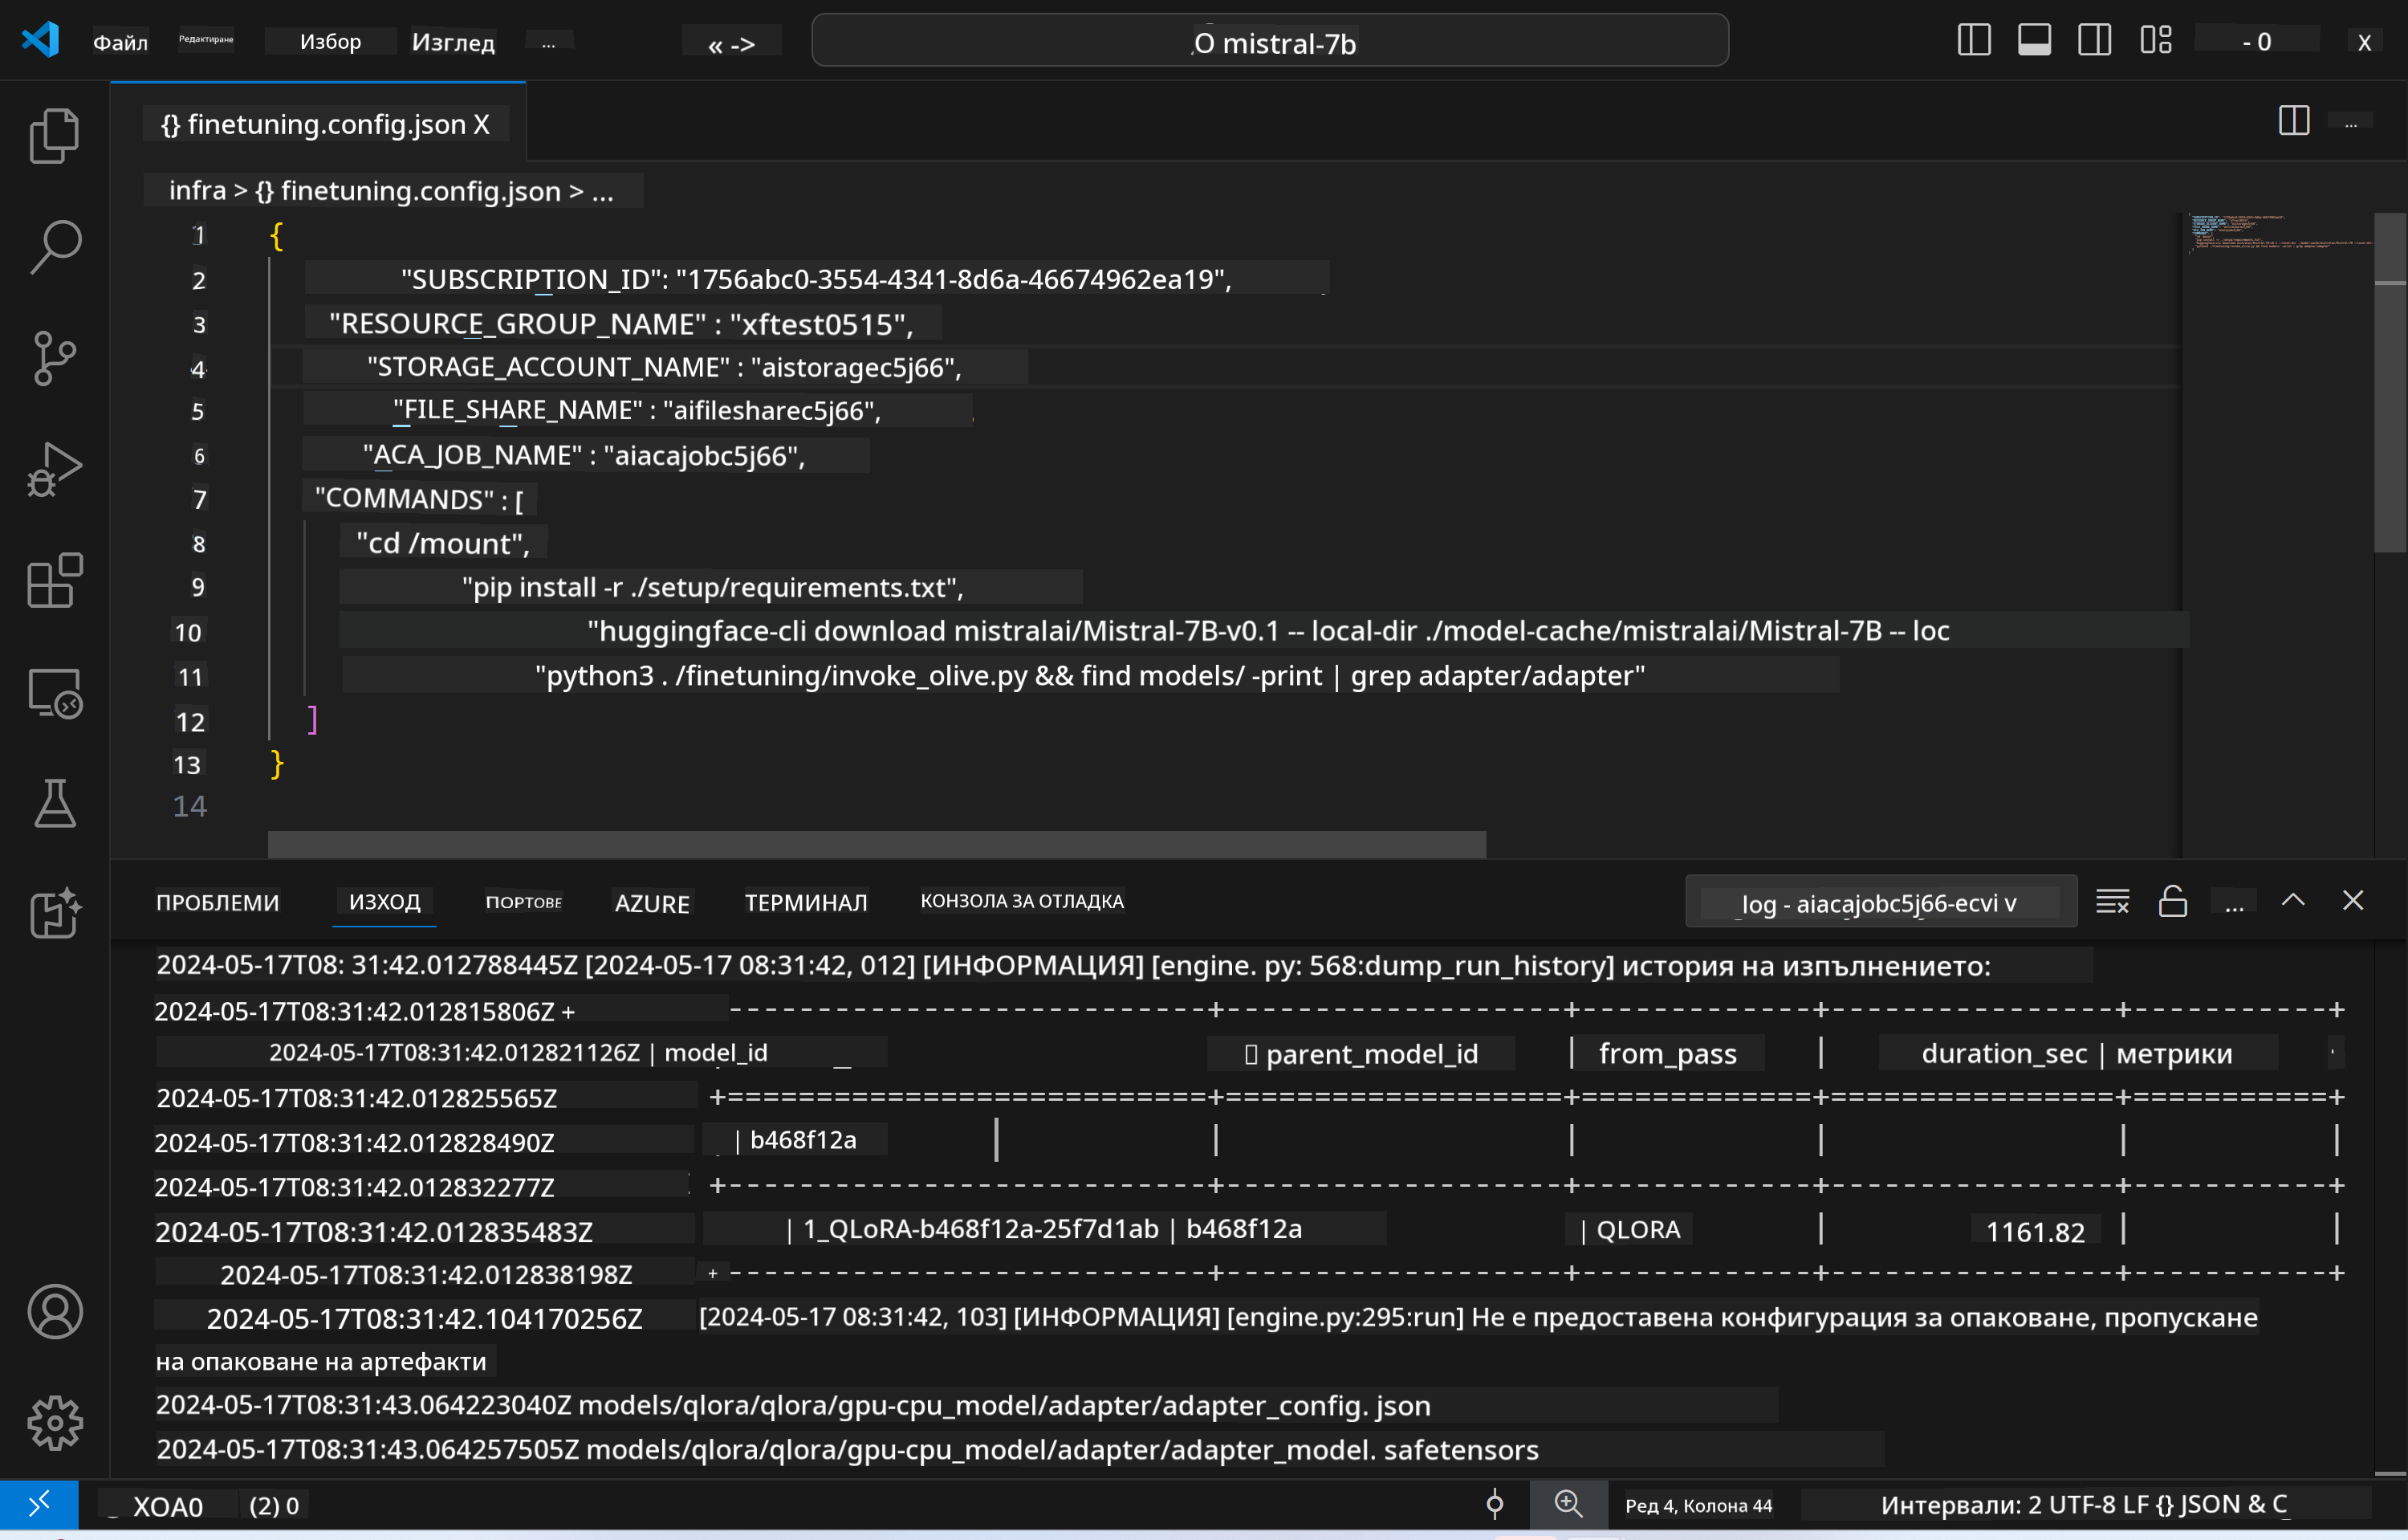 Файл Редактиране Избор Изглед ... « -> O mistral-7b - 0 X
{} finetuning.config.json X ...
infra > {} finetuning.config.json > ...
1 {
2 "SUBSCRIPTION_ID": "1756abc0-3554-4341-8d6a-46674962ea19",
3 "RESOURCE_GROUP_NAME" : "xftest0515",
4 "STORAGE_ACCOUNT_NAME" : "aistoragec5j66",
5 "FILE_SHARE_NAME" : "aifilesharec5j66",
6 "ACA_JOB_NAME" : "aiacajobc5j66",
7 "COMMANDS" : [
8 "cd /mount",
9 "pip install -r ./setup/requirements.txt",
10 "huggingface-cli download mistralai/Mistral-7B-v0.1 -- local-dir ./model-cache/mistralai/Mistral-7B -- loc
11 "python3 . /finetuning/invoke_olive.py && find models/ -print | grep adapter/adapter"
12 ]
13 }
14
ПРОБЛЕМИ ИЗХОД ПОРТОВЕ AZURE ТЕРМИНАЛ КОНЗОЛА ЗА ОТЛАДКА log - aiacajobc5j66-ecvi v ...
2024-05-17T08: 31:42.012788445Z [2024-05-17 08:31:42, 012] [ИНФОРМАЦИЯ] [engine. py: 568:dump_run_history] история на изпълнението:
2024-05-17T08:31:42.012815806Z + ---------------------------+-------------------+-------------+----------------+-----------+
2024-05-17T08:31:42.012821126Z | model_id parent_model_id | from_pass | duration_sec | метрики
2024-05-17T08:31:42.012825565Z +===========================+===================+=============+================+===========+
2024-05-17T08:31:42.012828490Z | b468f12a | | | | |
2024-05-17T08:31:42.012832277Z +---------------------------+-------------------+-------------+----------------+-----------+
2024-05-17T08:31:42.012835483Z | 1_QLoRA-b468f12a-25f7d1ab | b468f12a | QLORA | 1161.82 | |
2024-05-17T08:31:42.012838198Z +---------------------------+-------------------+-------------+----------------+-----------+
2024-05-17T08:31:42.104170256Z [2024-05-17 08:31:42, 103] [ИНФОРМАЦИЯ] [engine.py:295:run] Не е предоставена конфигурация за опаковане, пропускане
на опаковане на артефакти
2024-05-17T08:31:43.064223040Z models/qlora/qlora/gpu-cpu_model/adapter/adapter_config. json
2024-05-17T08:31:43.064257505Z models/qlora/qlora/gpu-cpu_model/adapter/adapter_model. safetensors
XOA0 (2) 0 Ред 4, Колона 44 Интервали: 2 UTF-8 LF {} JSON & C